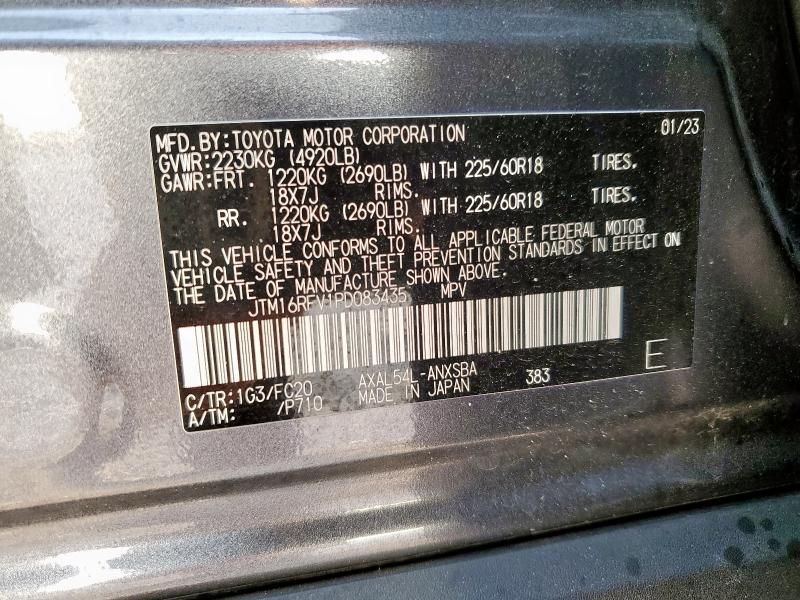 MFD. BY: TOYOTA MOTOR CORPORATION 01/23
GVWR: 2230KG (4920LB)
GAWR: FRT. 1220KG (2690LB) WITH 225/60R18 TIRES.
18X7J RIMS.
RR. 1220KG (2690LB) WITH 225/60R18 TIRES.
18X7J RIMS.
THIS VEHICLE CONFORMS TO ALL APPLICABLE FEDERAL MOTOR
VEHICLE SAFETY AND THEFT PREVENTION STANDARDS IN EFFECT ON
THE DATE OF MANUFACTURE SHOWN ABOVE.
JTM16RFV1PD083435 MPV
C/TR: 1G3/FC20 AXAL54L-ANXSBA 383 E
A/TM: /P710 MADE IN JAPAN